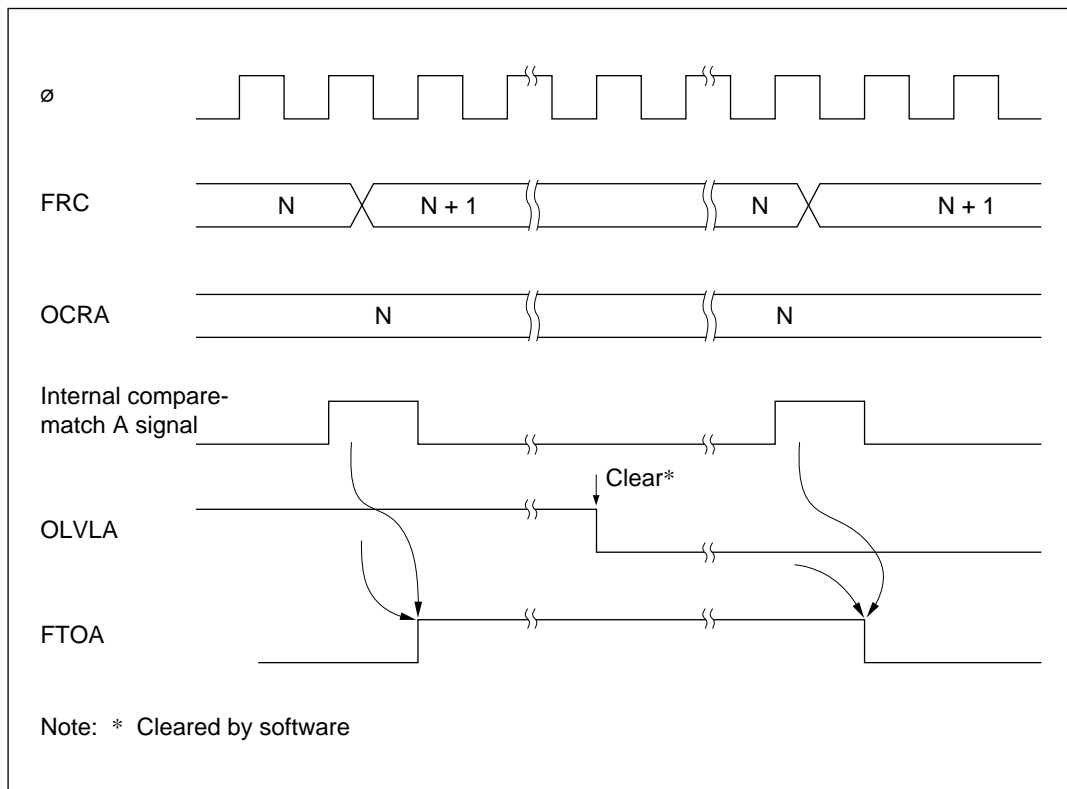 ø
FRC
N
N + 1
N
N + 1
OCRA
N
N
Internal compare-
match A signal
Clear*
OLVLA
FTOA
Note: * Cleared by software